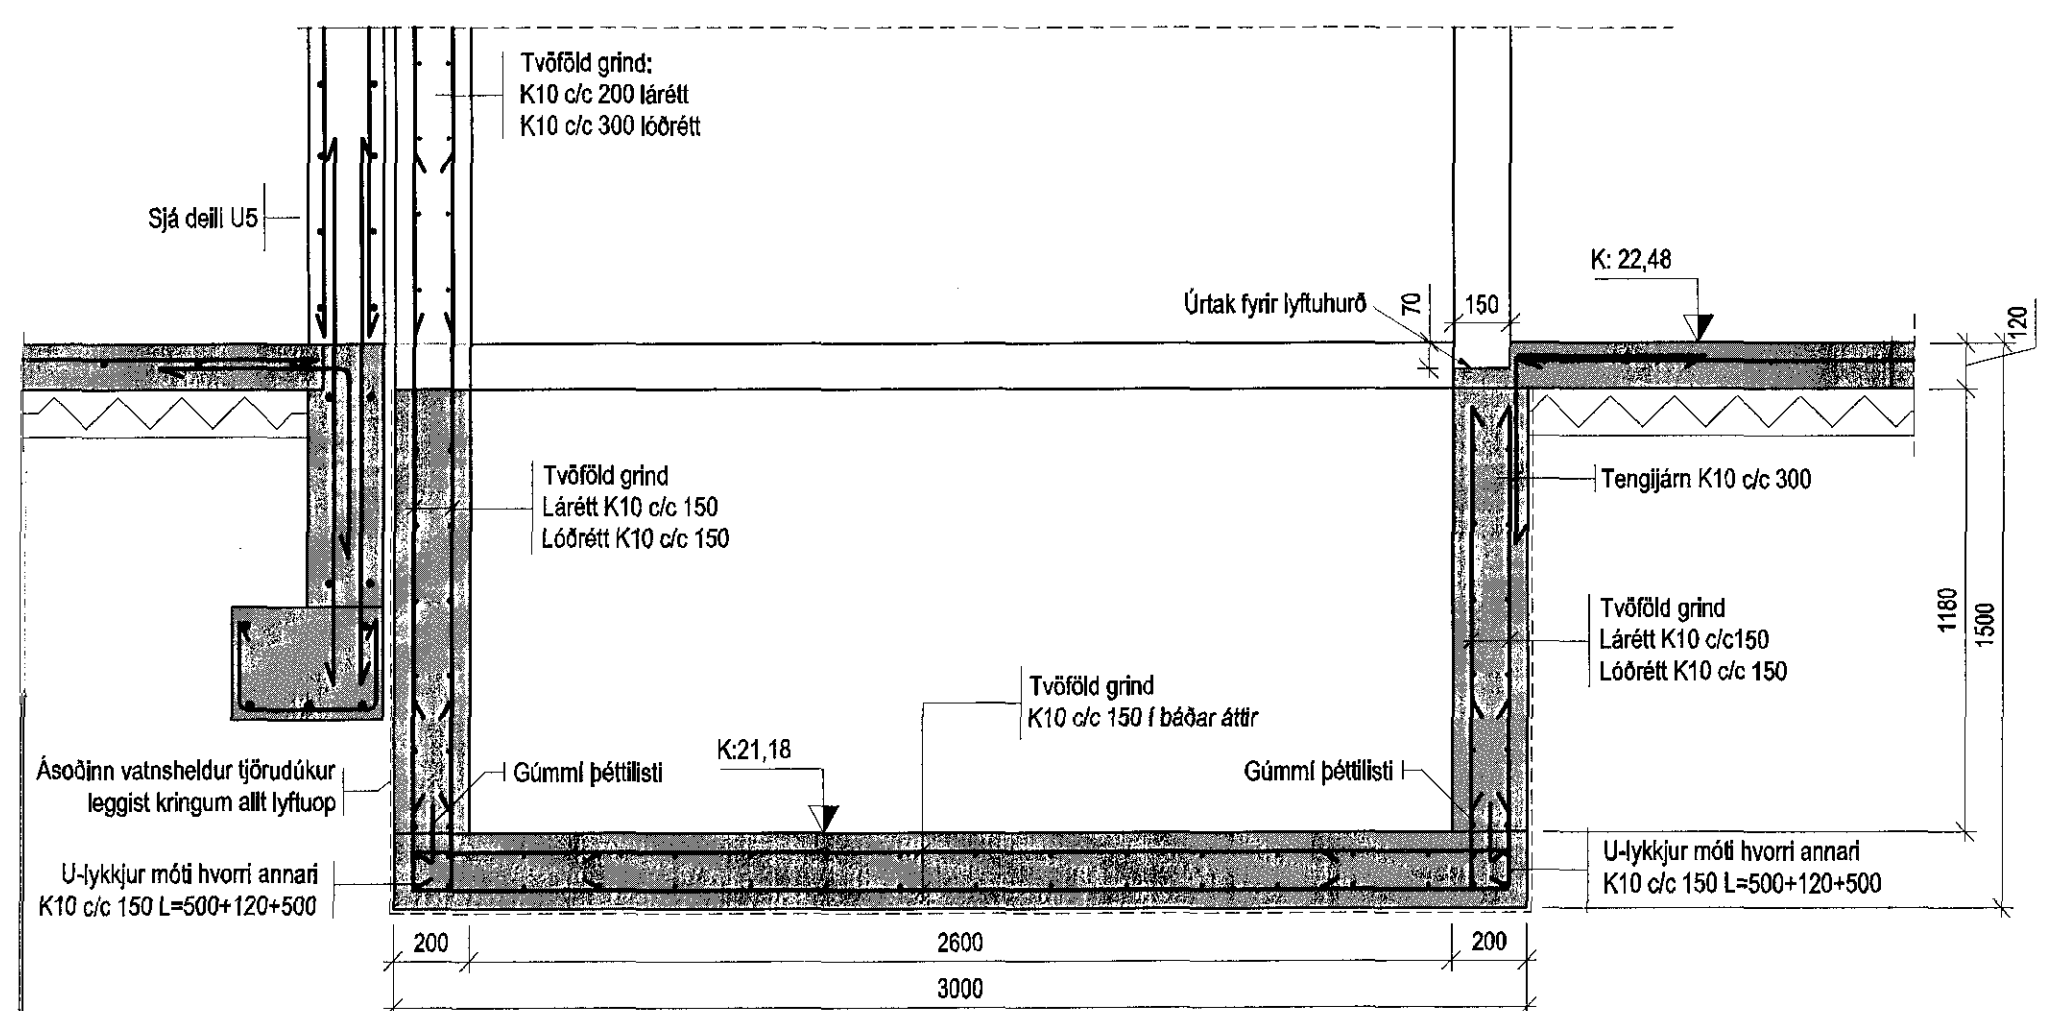 Tvöföld grind:
K10 c/c 200 lárétt
K10 c/c 300 lóðrétt
Sjá deili U5
K: 22,48
Úrtak fyrir lyftuhurð
70
150
120
Tvöföld grind
Lárétt K10 c/c 150
Lóðrétt K10 c/c 150
Tengijárn K10 c/c 300
Tvöföld grind
Lárétt K10 c/c150
Lóðrétt K10 c/c 150
1180
1500
Tvöföld grind
K10 c/c 150 í báðar áttir
K:21,18
Gúmmí þéttilisti
Gúmmí þéttilisti
Ásoðinn vatnsheldur tjörudúkur
leggist kringum allt lyftuop
U-lykkjur móti hvorri annari
K10 c/c 150 L=500+120+500
U-lykkjur móti hvorri annari
K10 c/c 150 L=500+120+500
200
2600
200
3000